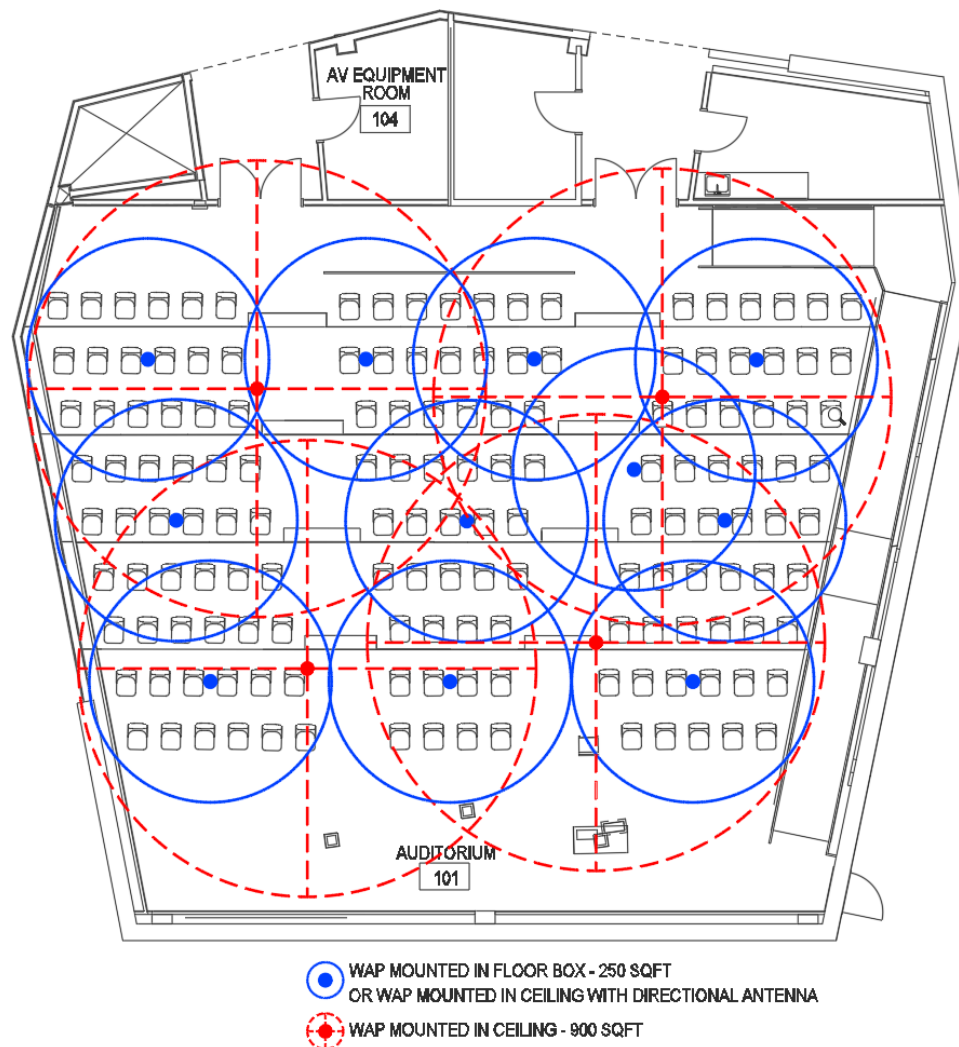 AV EQUIPMENT
ROOM
104
AUDITORIUM
101
WAP MOUNTED IN FLOOR BOX - 250 SQFT
OR WAP MOUNTED IN CEILING WITH DIRECTIONAL ANTENNA
WAP MOUNTED IN CEILING - 900 SQFT